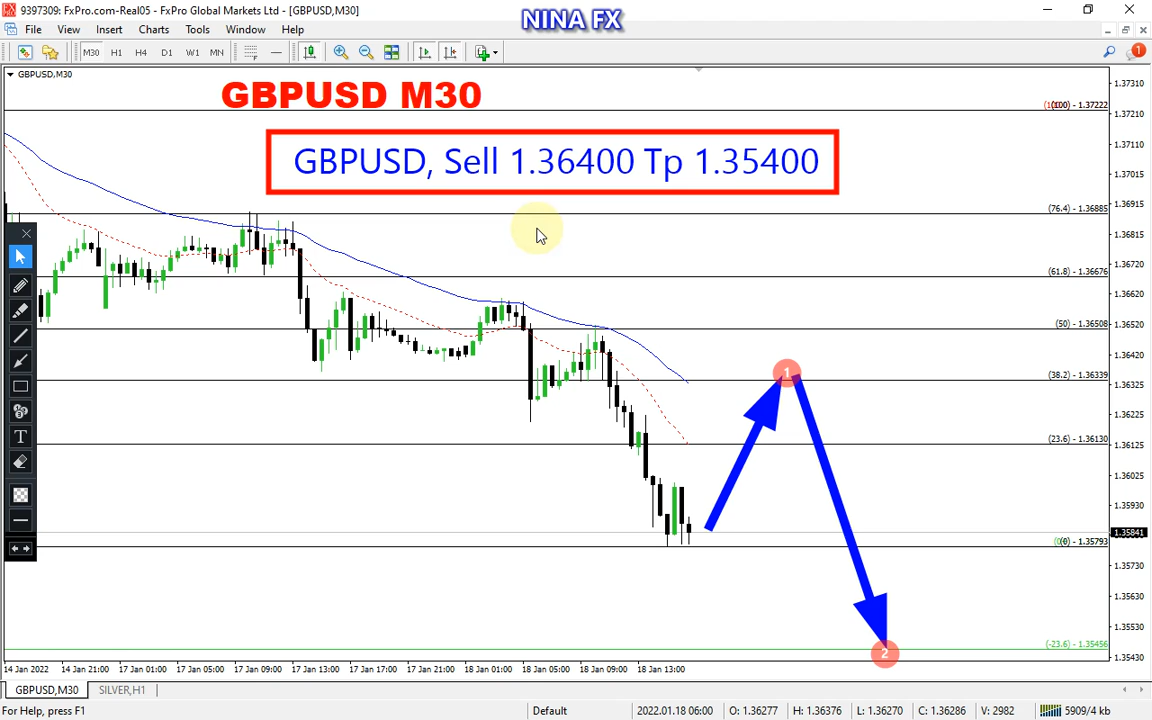 9397309: FxPro.com-Real05 - FxPro Global Markets Ltd - [GBPUSD,M30]
NINA FX
File View Insert Charts Tools Window Help
M30 H1 H4 D1 W1 MN
1
GBPUSD,M30
GBPUSD M30
GBPUSD, Sell 1.36400 Tp 1.35400
(100) - 1.37222
(76.4) - 1.36885
(61.8) - 1.36676
(50) - 1.36508
(38.2) - 1.36339
(23.6) - 1.36130
(0) - 1.35793
(-23.6) - 1.35456
1
2
T
1.37310
1.37210
1.37110
1.37015
1.36915
1.36815
1.36720
1.36620
1.36520
1.36420
1.36325
1.36225
1.36125
1.36025
1.35930
1.35841
1.35730
1.35630
1.35530
1.35430
14 Jan 2022 14 Jan 21:00 17 Jan 01:00 17 Jan 05:00 17 Jan 09:00 17 Jan 13:00 17 Jan 17:00 17 Jan 21:00 18 Jan 01:00 18 Jan 05:00 18 Jan 09:00 18 Jan 13:00
GBPUSD,M30 SILVER,H1
For Help, press F1 Default 2022.01.18 06:00 O: 1.36277 H: 1.36376 L: 1.36270 C: 1.36286 V: 2982 5909/4 kb